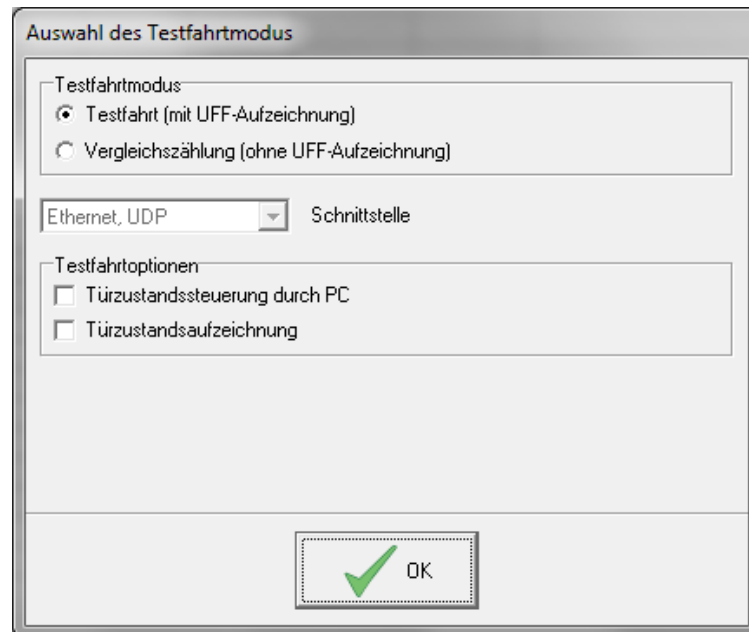 Auswahl des Testfahrtmodus
Testfahrtmodus
Testfahrt (mit UFF-Aufzeichnung)
Vergleichszählung (ohne UFF-Aufzeichnung)
Ethernet, UDP Schnittstelle
Testfahrtoptionen
Türzustandssteuerung durch PC
Türzustandsaufzeichnung
OK